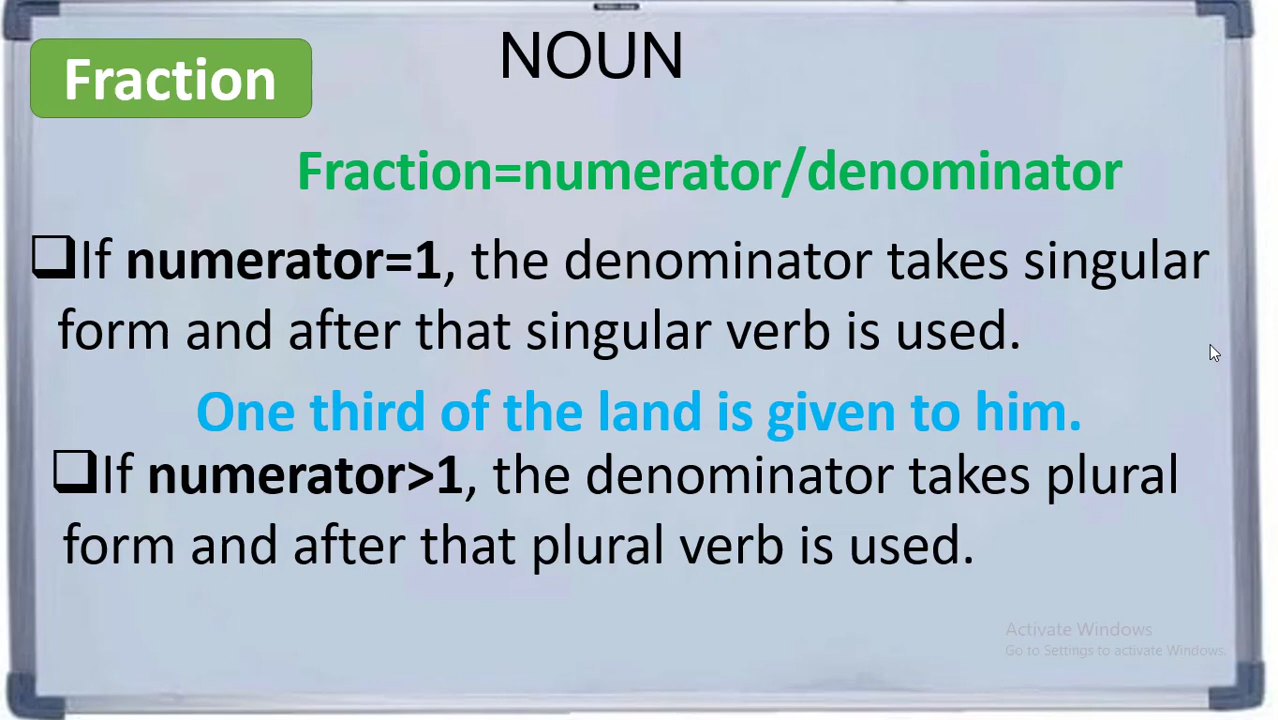 Fraction
NOUN
Fraction=numerator/denominator
❑If numerator=1, the denominator takes singular
form and after that singular verb is used.
One third of the land is given to him.
❑If numerator>1, the denominator takes plural
form and after that plural verb is used.
Activate Windows
Go to Settings to activate Windows.